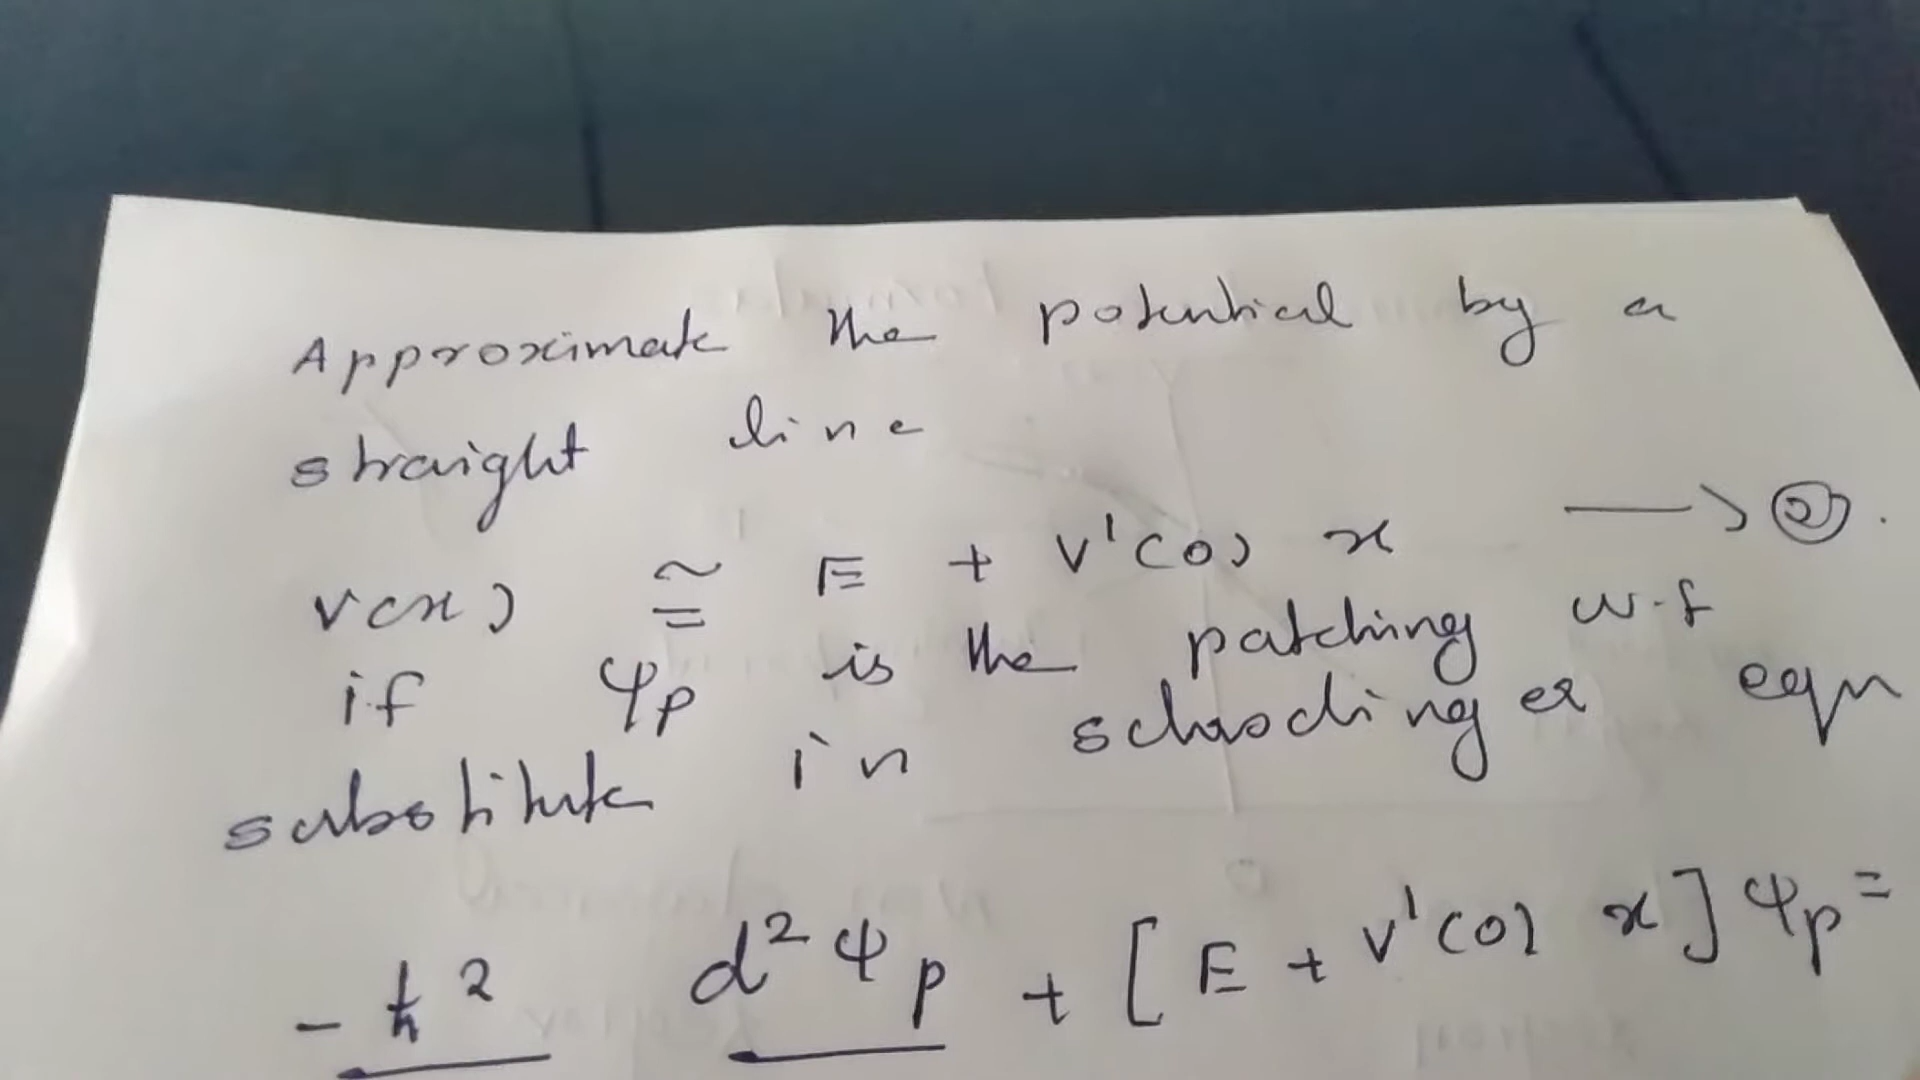 Approximate the potential by a
straight line
V(x) ≅ E + V'(0) x → ②.
if ψp is the patching w.f
substitute in schrodinger eqn
- ħ² d²ψp + [E + V'(0) x] ψp =